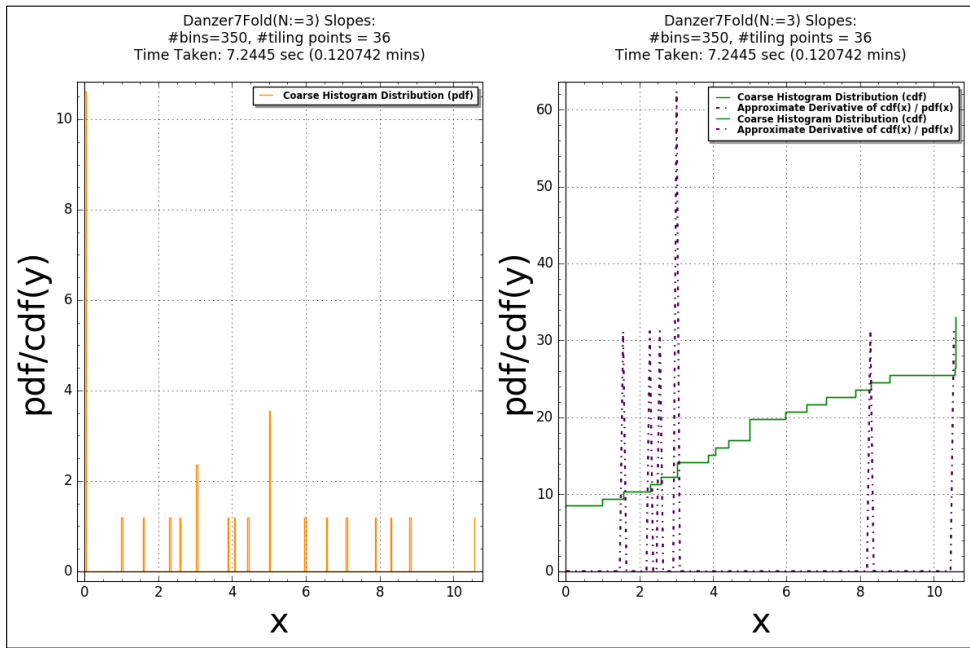 Danzer7Fold(N:=3) Slopes:
#bins=350, #tiling points = 36
Time Taken: 7.2445 sec (0.120742 mins)
Coarse Histogram Distribution (pdf)
10
8
6
4
2
0
0 2 4 6 8 10
pdf/cdf(y)
x
Danzer7Fold(N:=3) Slopes:
#bins=350, #tiling points = 36
Time Taken: 7.2445 sec (0.120742 mins)
Coarse Histogram Distribution (cdf)
Approximate Derivative of cdf(x) / pdf(x)
Coarse Histogram Distribution (cdf)
Approximate Derivative of cdf(x) / pdf(x)
60
50
40
30
20
10
0
0 2 4 6 8 10
pdf/cdf(y)
x